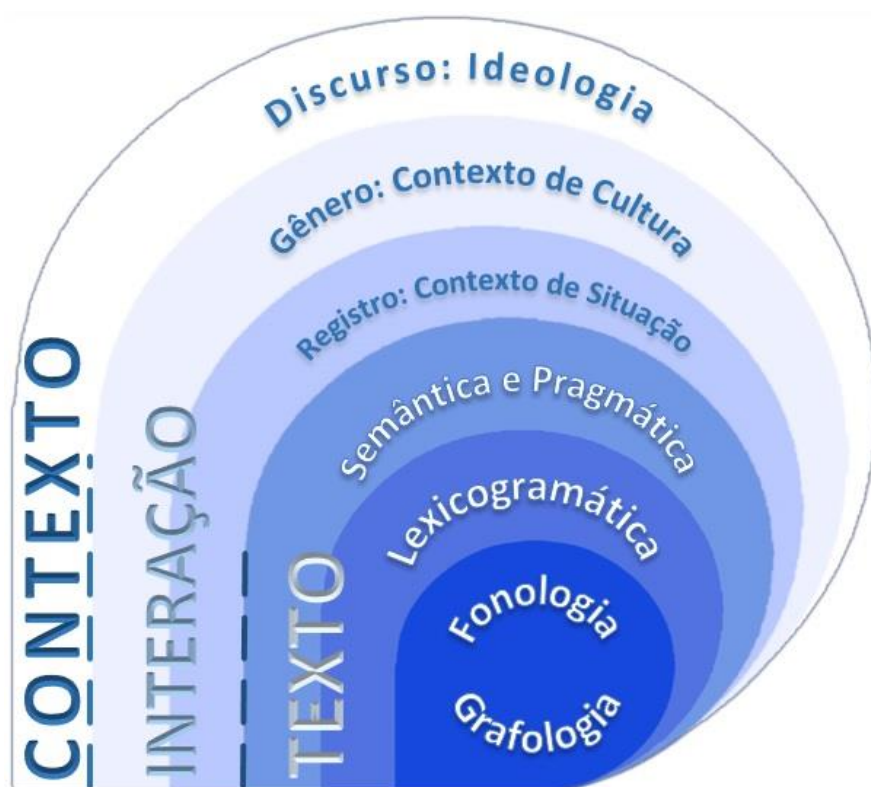 Discurso: Ideologia
Gênero: Contexto de Cultura
Registro: Contexto de Situação
Semântica e Pragmática
Lexicogramática
Fonologia
Grafologia
CONTEXTO
INTERAÇÃO
TEXTO